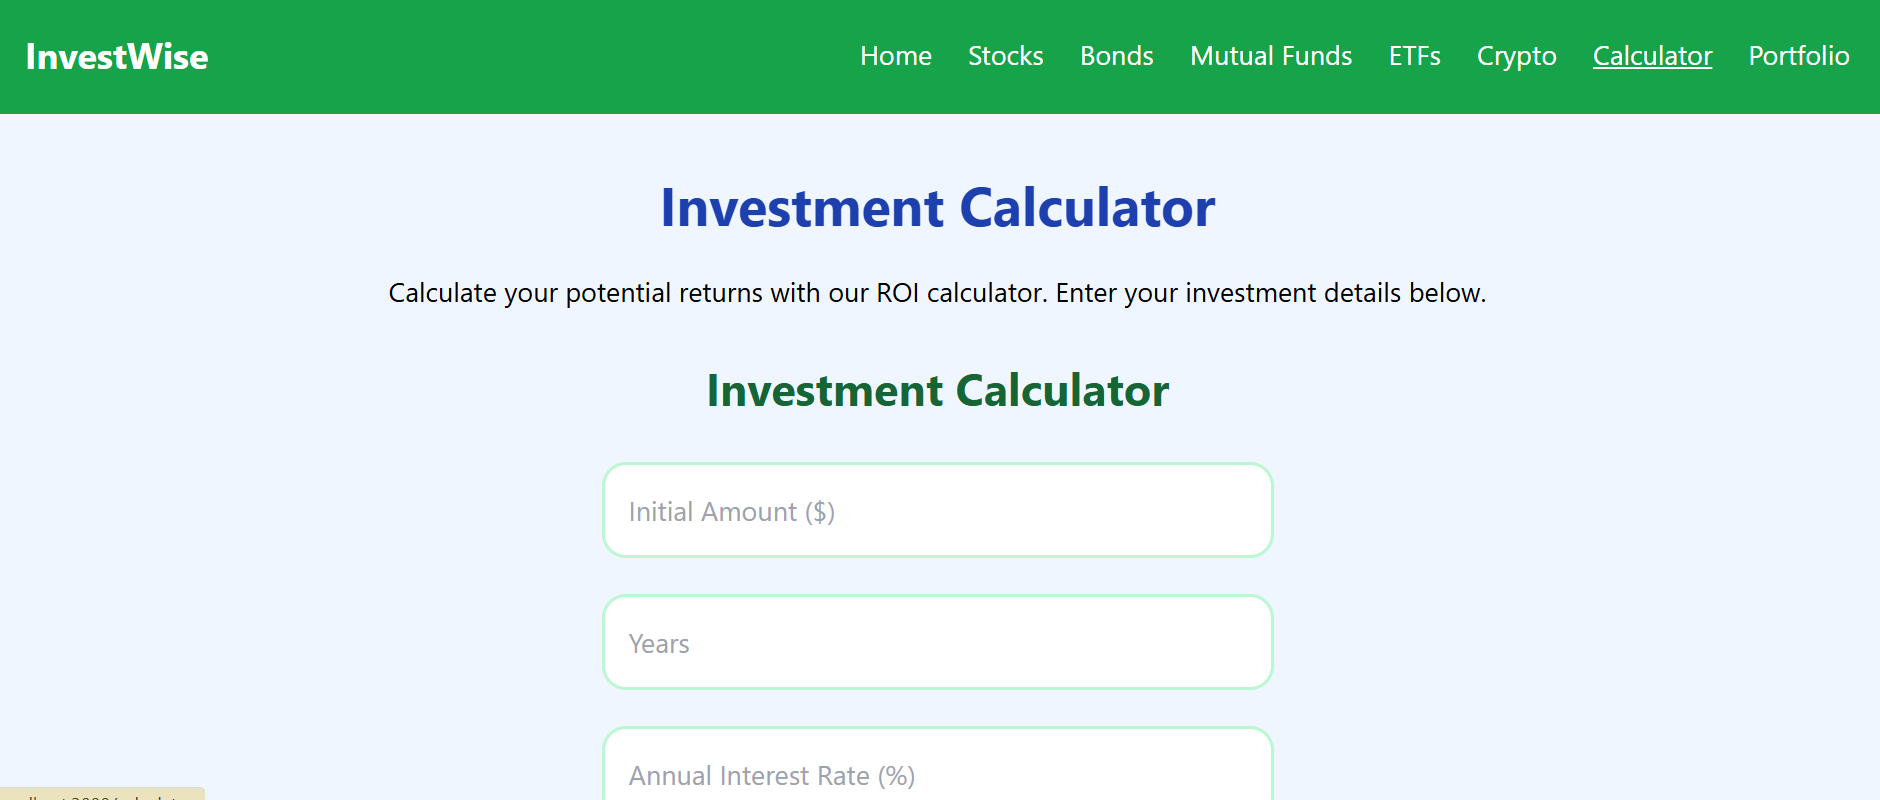 InvestWise
Home Stocks Bonds Mutual Funds ETFs Crypto Calculator Portfolio
Investment Calculator
Calculate your potential returns with our ROI calculator. Enter your investment details below.
Investment Calculator
Initial Amount ($)
Years
Annual Interest Rate (%)